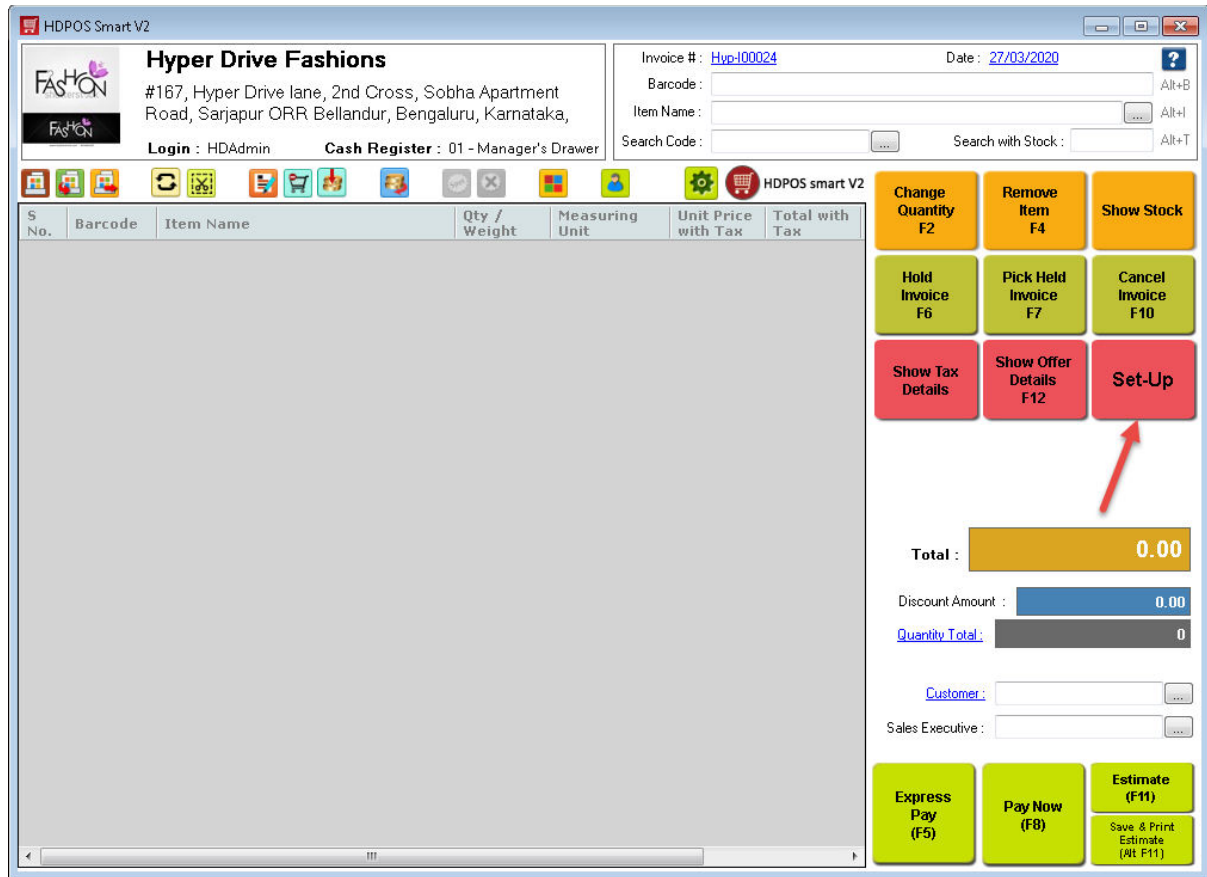 HDPOS Smart V2
FASHION
FASHION
Hyper Drive Fashions
#167, Hyper Drive lane, 2nd Cross, Sobha Apartment
Road, Sarjapur ORR Bellandur, Bengaluru, Karnataka,
Login : HDAdmin Cash Register : 01 - Manager's Drawer
Invoice # : Hyp-I00024 Date : 27/03/2020 ?
Barcode : Alt+B
Item Name : ... Alt+I
Search Code : ... Search with Stock : Alt+T
HDPOS smart V2
S No. Barcode Item Name Qty / Weight Measuring Unit Unit Price with Tax Total with Tax
Change
Quantity
F2
Remove
Item
F4
Show Stock
Hold
Invoice
F6
Pick Held
Invoice
F7
Cancel
Invoice
F10
Show Tax
Details
Show Offer
Details
F12
Set-Up
Total : 0.00
Discount Amount : 0.00
Quantity Total : 0
Customer : ...
Sales Executive : ...
Express
Pay
(F5)
Pay Now
(F8)
Estimate
(F11)
Save & Print
Estimate
(Alt F11)